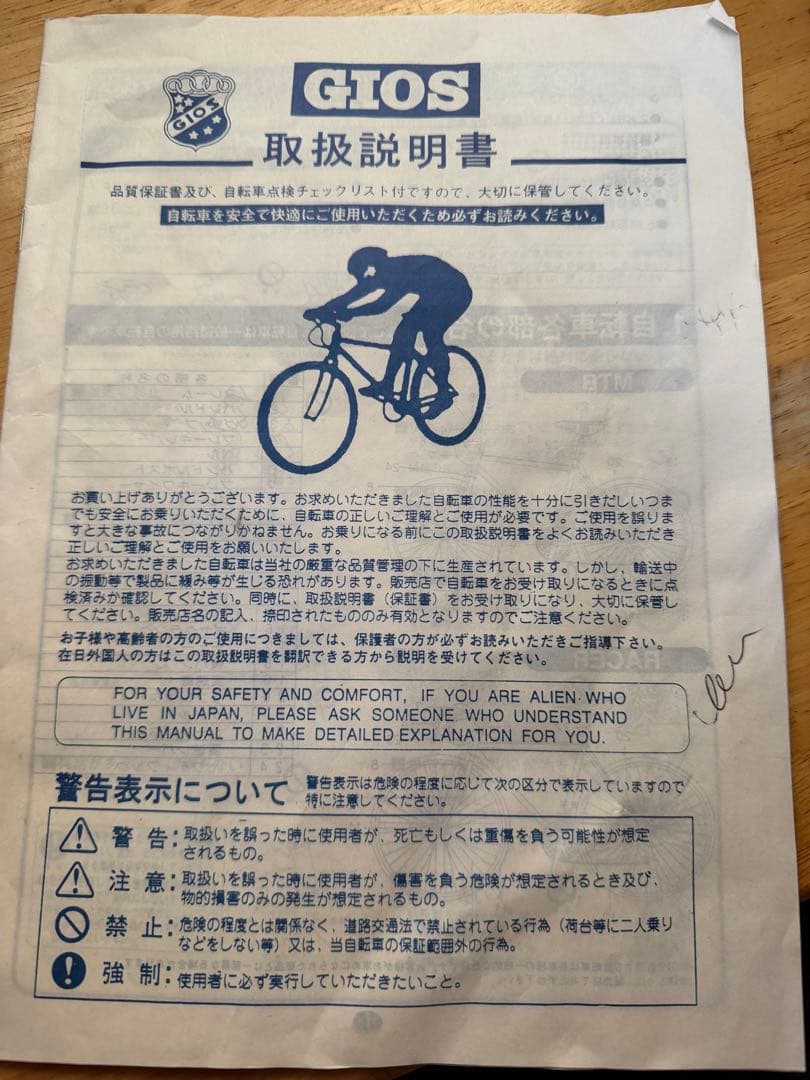 GIOS
GIOS
取扱説明書
品質保証書及び、自転車点検チェックリスト付ですので、大切に保管してください。
自転車を安全で快適にご使用いただくため必ずお読みください。
お買い上げありがとうございます。お求めいただきました自転車の性能を十分に引きだしいつま
でも安全にお乗りいただくために、自転車の正しいご理解とご使用が必要です。ご使用を誤りま
すと大きな事故につながりかねません。お乗りになる前にこの取扱説明書をよくお読みいただき
正しいご理解とご使用をお願いいたします。
お求めいただきました自転車は当社の厳重な品質管理の下に生産されています。しかし、輸送中
の振動等で製品に緩み等が生じる恐れがあります。販売店で自転車をお受け取りになるときに点
検済みか確認してください。同時に、取扱説明書（保証書）をお受け取りになり、大切に保管し
てください。販売店名の記入、捺印されたもののみ有効となりますのでご注意ください。
お子様や高齢者の方のご使用につきましては、保護者の方が必ずお読みいただきご指導下さい。
在日外国人の方はこの取扱説明書を翻訳できる方から説明を受けてください。
FOR YOUR SAFETY AND COMFORT, IF YOU ARE ALIEN WHO
LIVE IN JAPAN, PLEASE ASK SOMEONE WHO UNDERSTAND
THIS MANUAL TO MAKE DETAILED EXPLANATION FOR YOU.
警告表示について 警告表示は危険の程度に応じて次の区分で表示していますので
特に注意してください。
警告：取扱いを誤った時に使用者が、死亡もしくは重傷を負う可能性が想定
されるもの。
注意：取扱いを誤った時に使用者が、傷害を負う危険が想定されるとき及び、
物的損害のみの発生が想定されるもの。
禁止：危険の程度とは関係なく、道路交通法で禁止されている行為（荷台等に二人乗り
などをしない等）又は、当自転車の保証範囲外の行為。
強制：使用者に必ず実行していただきたいこと。